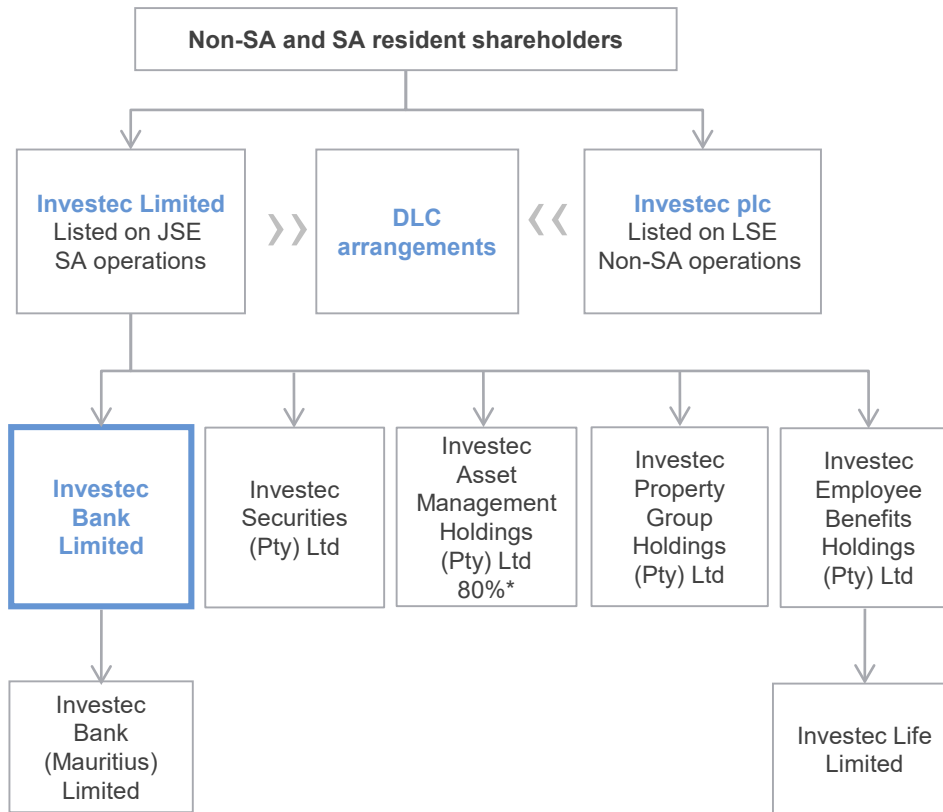 Non-SA and SA resident shareholders
Investec Limited
Listed on JSE
SA operations
DLC
arrangements
Investec plc
Listed on LSE
Non-SA operations
Investec
Bank
Limited
Investec
Securities
(Pty) Ltd
Investec
Asset
Management
Holdings
(Pty) Ltd
80%*
Investec
Property
Group
Holdings
(Pty) Ltd
Investec
Employee
Benefits
Holdings
(Pty) Ltd
Investec
Bank
(Mauritius)
Limited
Investec Life
Limited